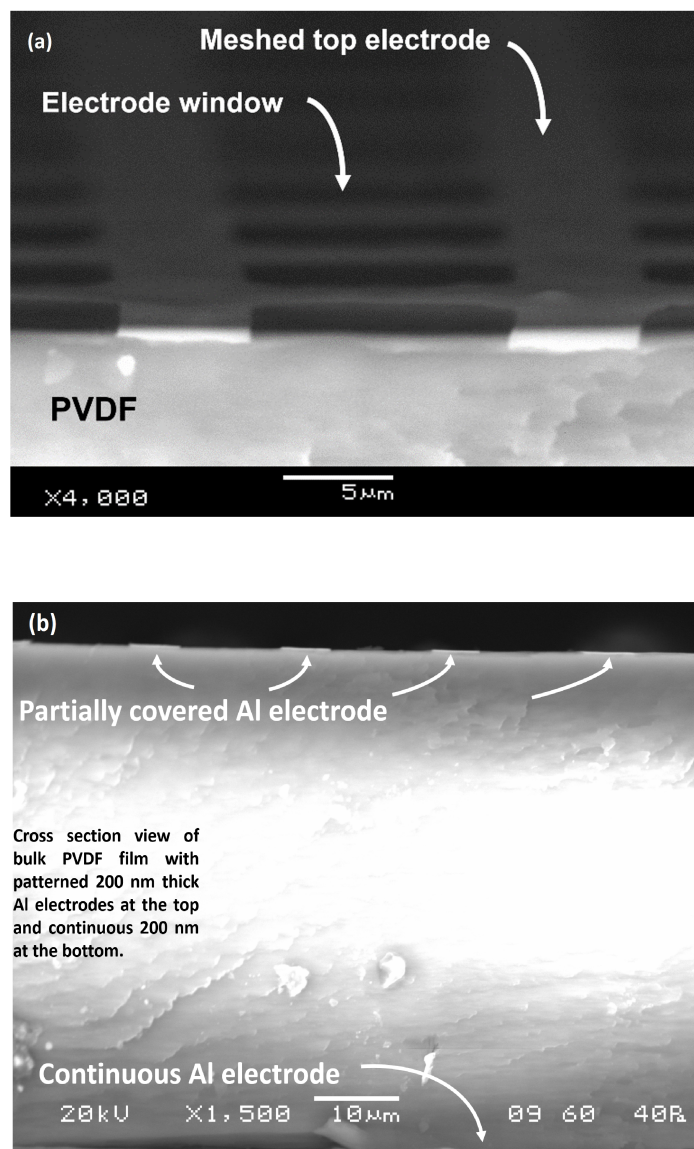 (a)
Meshed top electrode
Electrode window
PVDF
X4,000
5μm
(b)
Partially covered Al electrode
Cross section view of
bulk PVDF film with
patterned 200 nm thick
Al electrodes at the top
and continuous 200 nm
at the bottom.
Continuous Al electrode
20kV X1,500 10μm 09 60 40